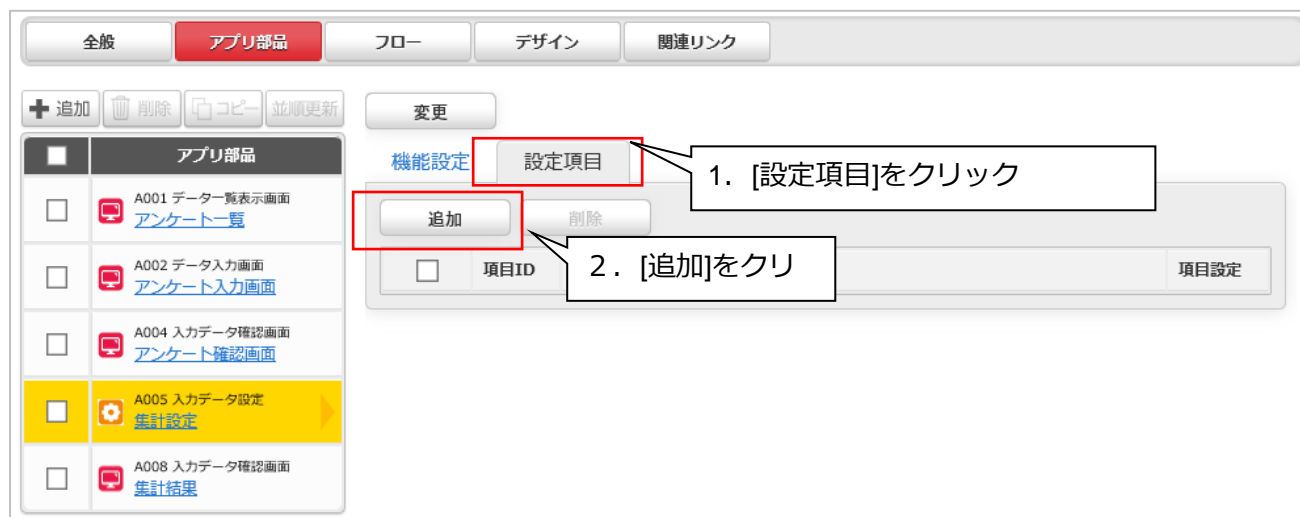 全般 アプリ部品 フロー デザイン 関連リンク
追加 削除 コピー 並順更新
変更
アプリ部品
機能設定 設定項目
1．[設定項目]をクリック
A001 データ一覧表示画面
アンケート一覧
追加 削除
２．[追加]をクリ
項目ID 項目設定
A002 データ入力画面
アンケート入力画面
A004 入力データ確認画面
アンケート確認画面
A005 入力データ設定
集計設定
A008 入力データ確認画面
集計結果